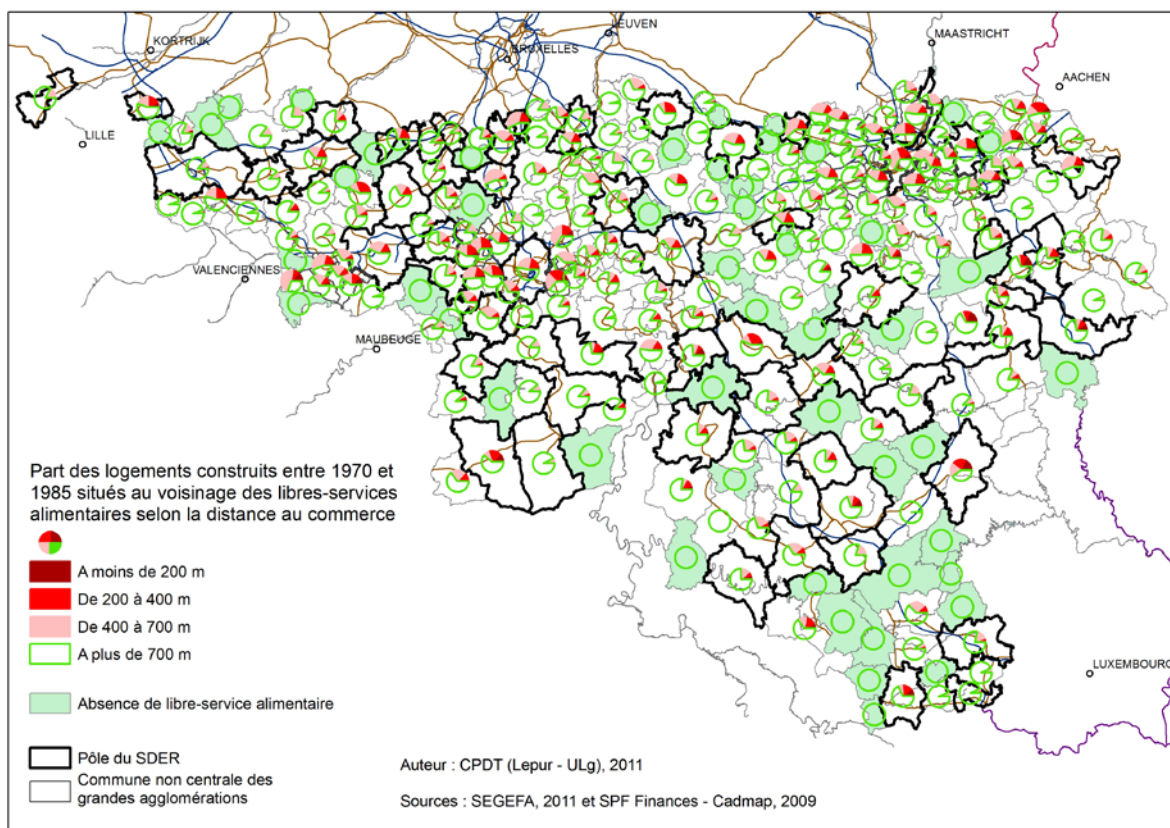 KORTRIJK
LEUVEN
BRUXELLES
MAASTRICHT
AACHEN
LILLE
VALENCIENNES
MAUBEUGE
LUXEMBOURG
Part des logements construits entre 1970 et
1985 situés au voisinage des libres-services
alimentaires selon la distance au commerce
A moins de 200 m
De 200 à 400 m
De 400 à 700 m
A plus de 700 m
Absence de libre-service alimentaire
Pôle du SDER
Commune non centrale des
grandes agglomérations
Auteur : CPDT (Lepur - ULg), 2011
Sources : SEGEFA, 2011 et SPF Finances - Cadmap, 2009